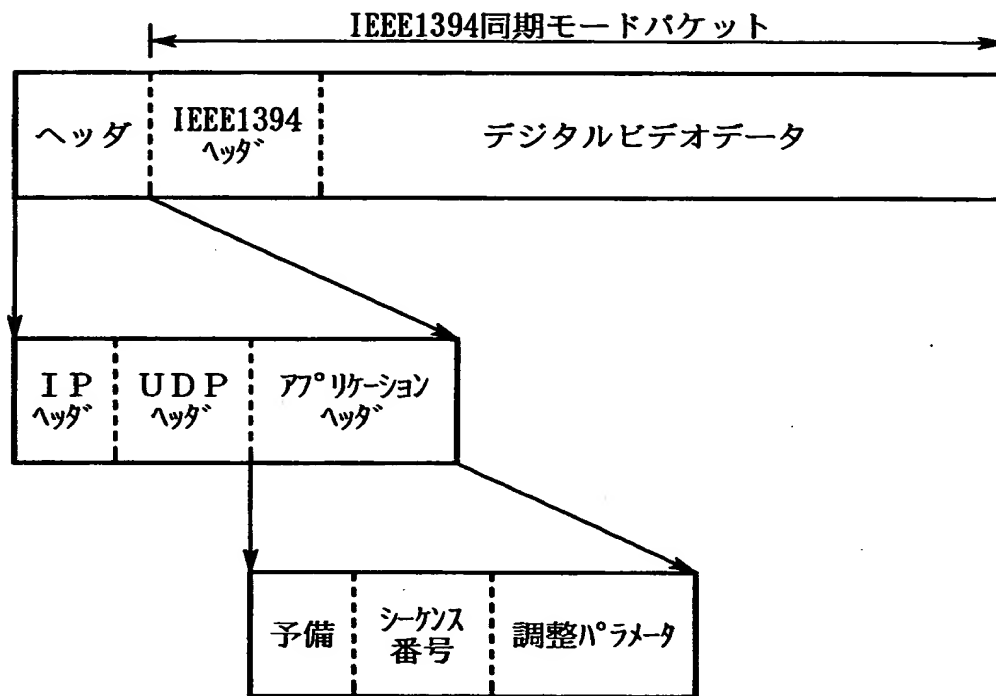 IEEE1394同期モードパケット
ヘッダ
IEEE1394
ヘッダ
デジタルビデオデータ
IP
ヘッダ
UDP
ヘッダ
アプリケーション
ヘッダ
予備
シーケンス
番号
調整パラメータ